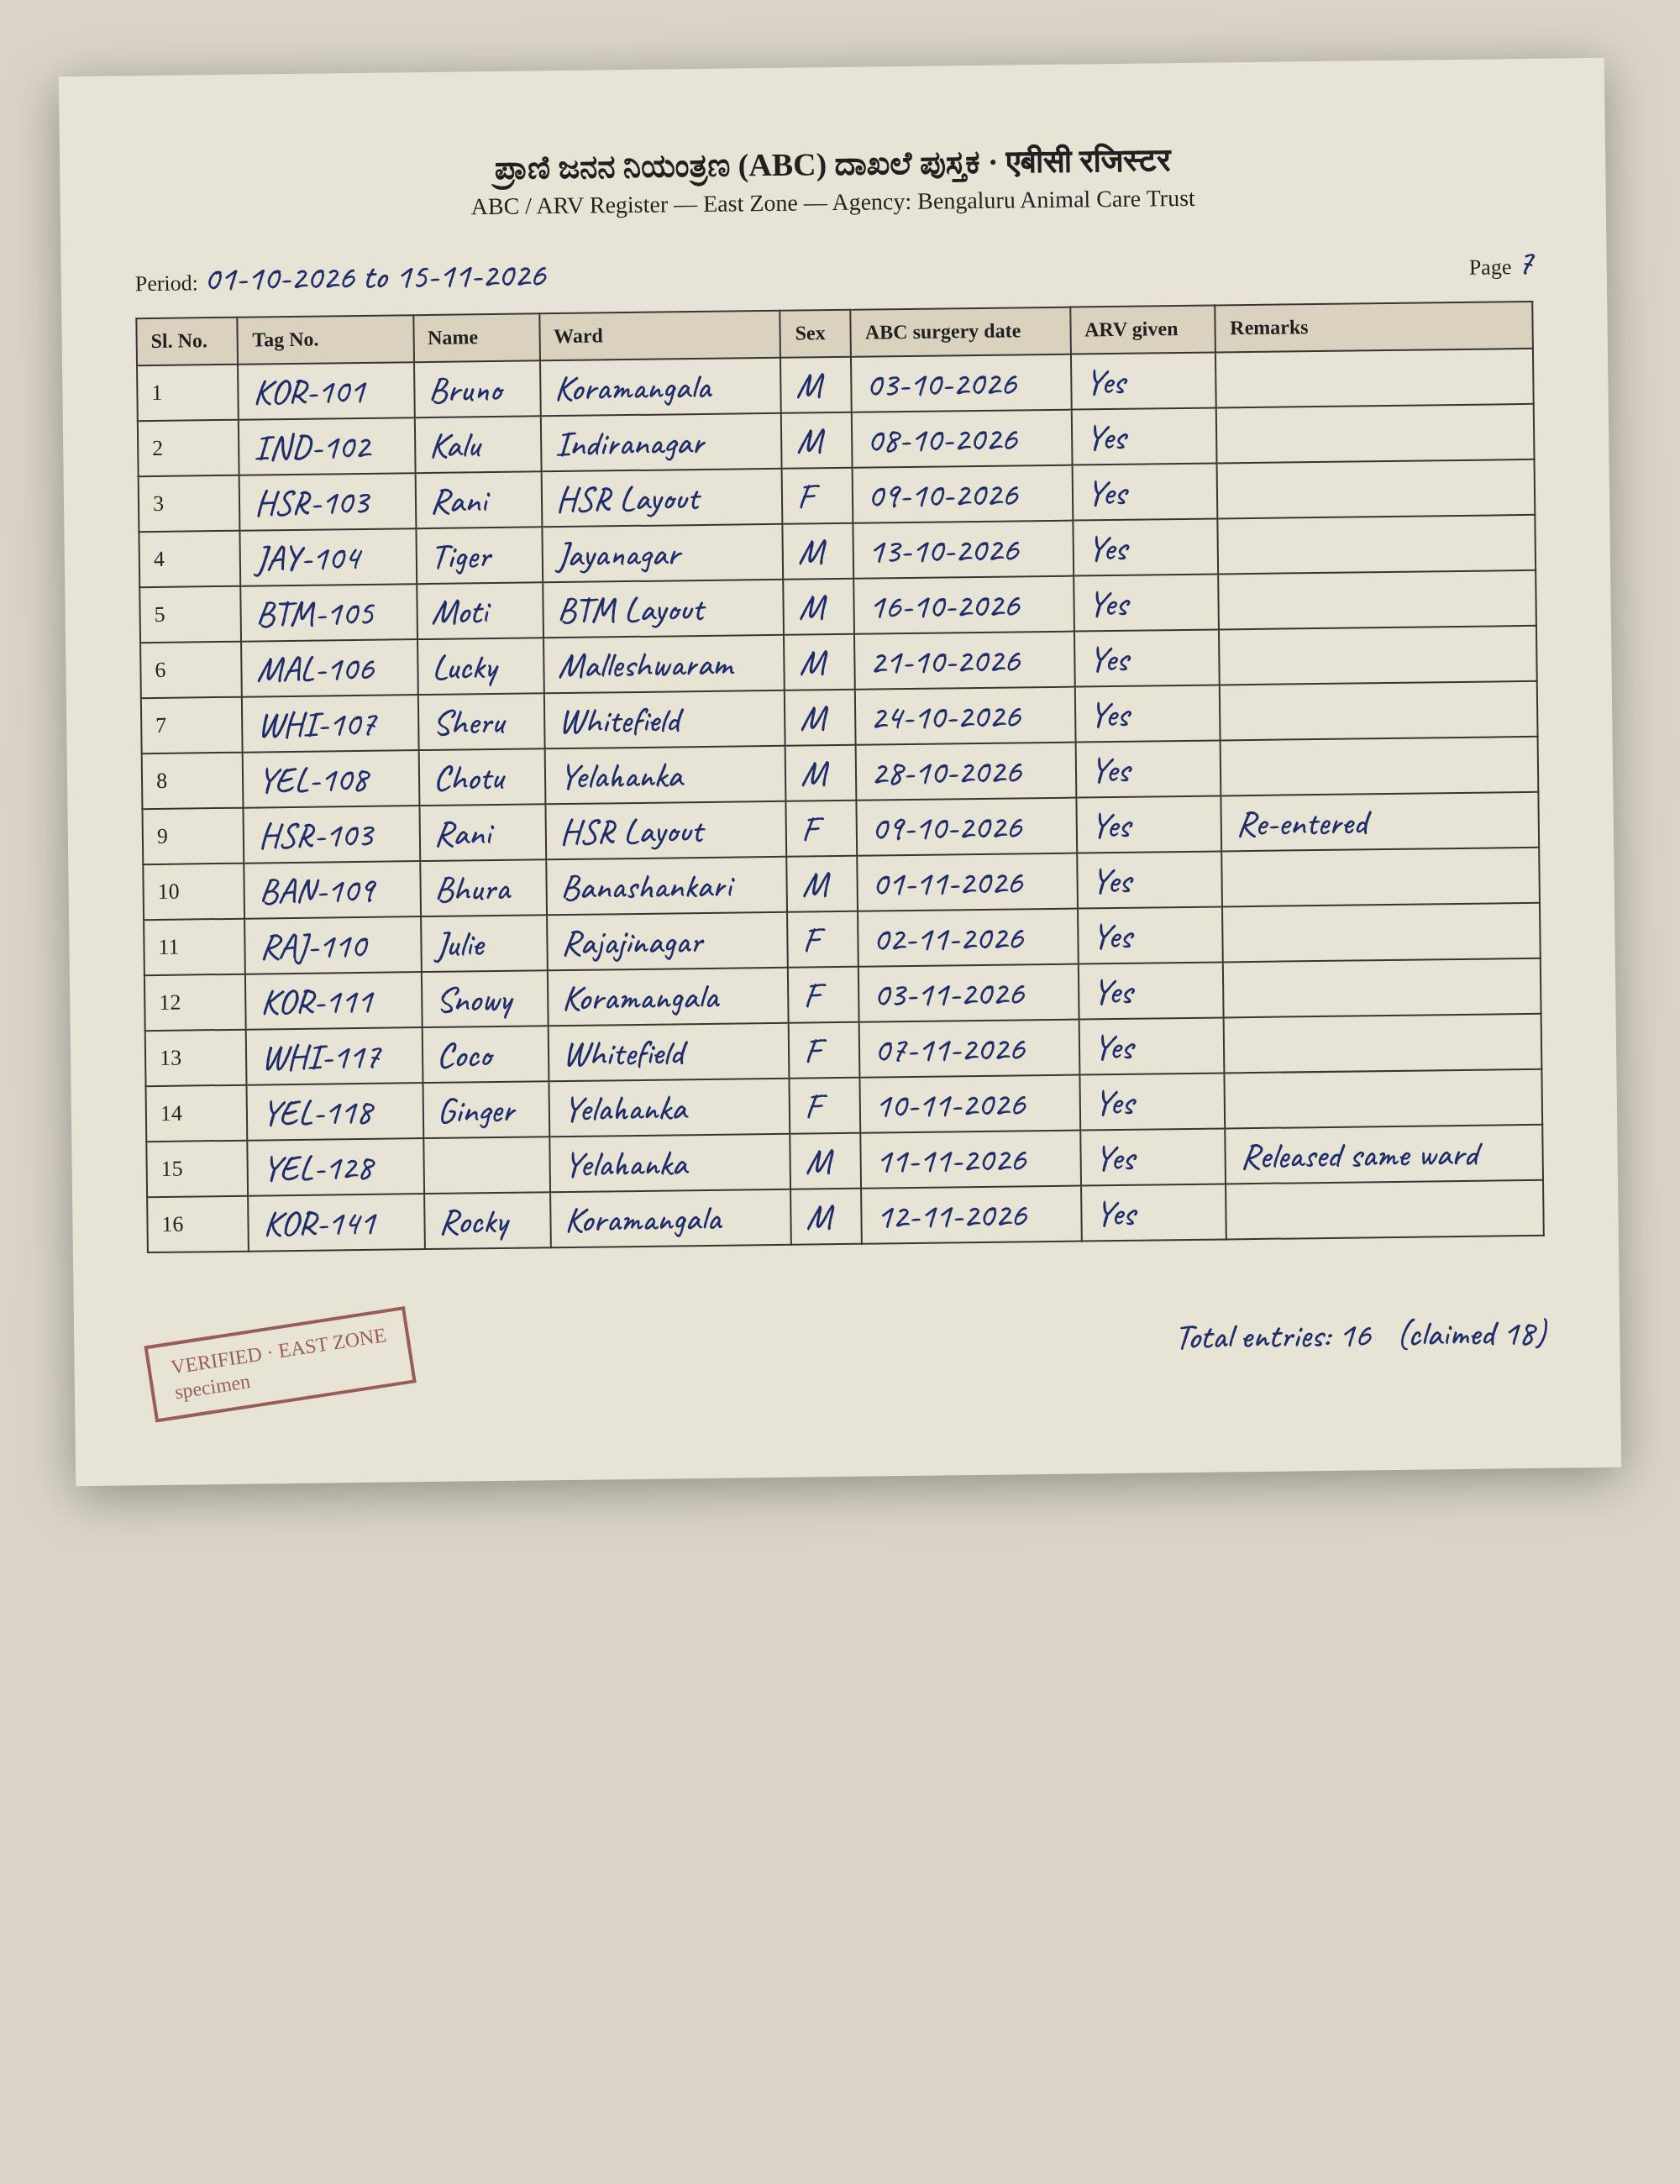 ಪ್ರಾಣಿ ಜನನ ನಿಯಂತ್ರಣ (ABC) ದಾಖಲೆ ಪುಸ್ತಕ · एबीसी रजिस्टर
ABC / ARV Register — East Zone — Agency: Bengaluru Animal Care Trust
Period: 01-10-2026 to 15-11-2026 Page 7
Sl. No. Tag No. Name Ward Sex ABC surgery date ARV given Remarks
1 KOR-101 Bruno Koramangala M 03-10-2026 Yes
2 IND-102 Kalu Indiranagar M 08-10-2026 Yes
3 HSR-103 Rani HSR Layout F 09-10-2026 Yes
4 JAY-104 Tiger Jayanagar M 13-10-2026 Yes
5 BTM-105 Moti BTM Layout M 16-10-2026 Yes
6 MAL-106 Lucky Malleshwaram M 21-10-2026 Yes
7 WHI-107 Sheru Whitefield M 24-10-2026 Yes
8 YEL-108 Chotu Yelahanka M 28-10-2026 Yes
9 HSR-103 Rani HSR Layout F 09-10-2026 Yes Re-entered
10 BAN-109 Bhura Banashankari M 01-11-2026 Yes
11 RAJ-110 Julie Rajajinagar F 02-11-2026 Yes
12 KOR-111 Snowy Koramangala F 03-11-2026 Yes
13 WHI-117 Coco Whitefield F 07-11-2026 Yes
14 YEL-118 Ginger Yelahanka F 10-11-2026 Yes
15 YEL-128 Yelahanka M 11-11-2026 Yes Released same ward
16 KOR-141 Rocky Koramangala M 12-11-2026 Yes
Total entries: 16 (claimed 18)
VERIFIED · EAST ZONE
specimen